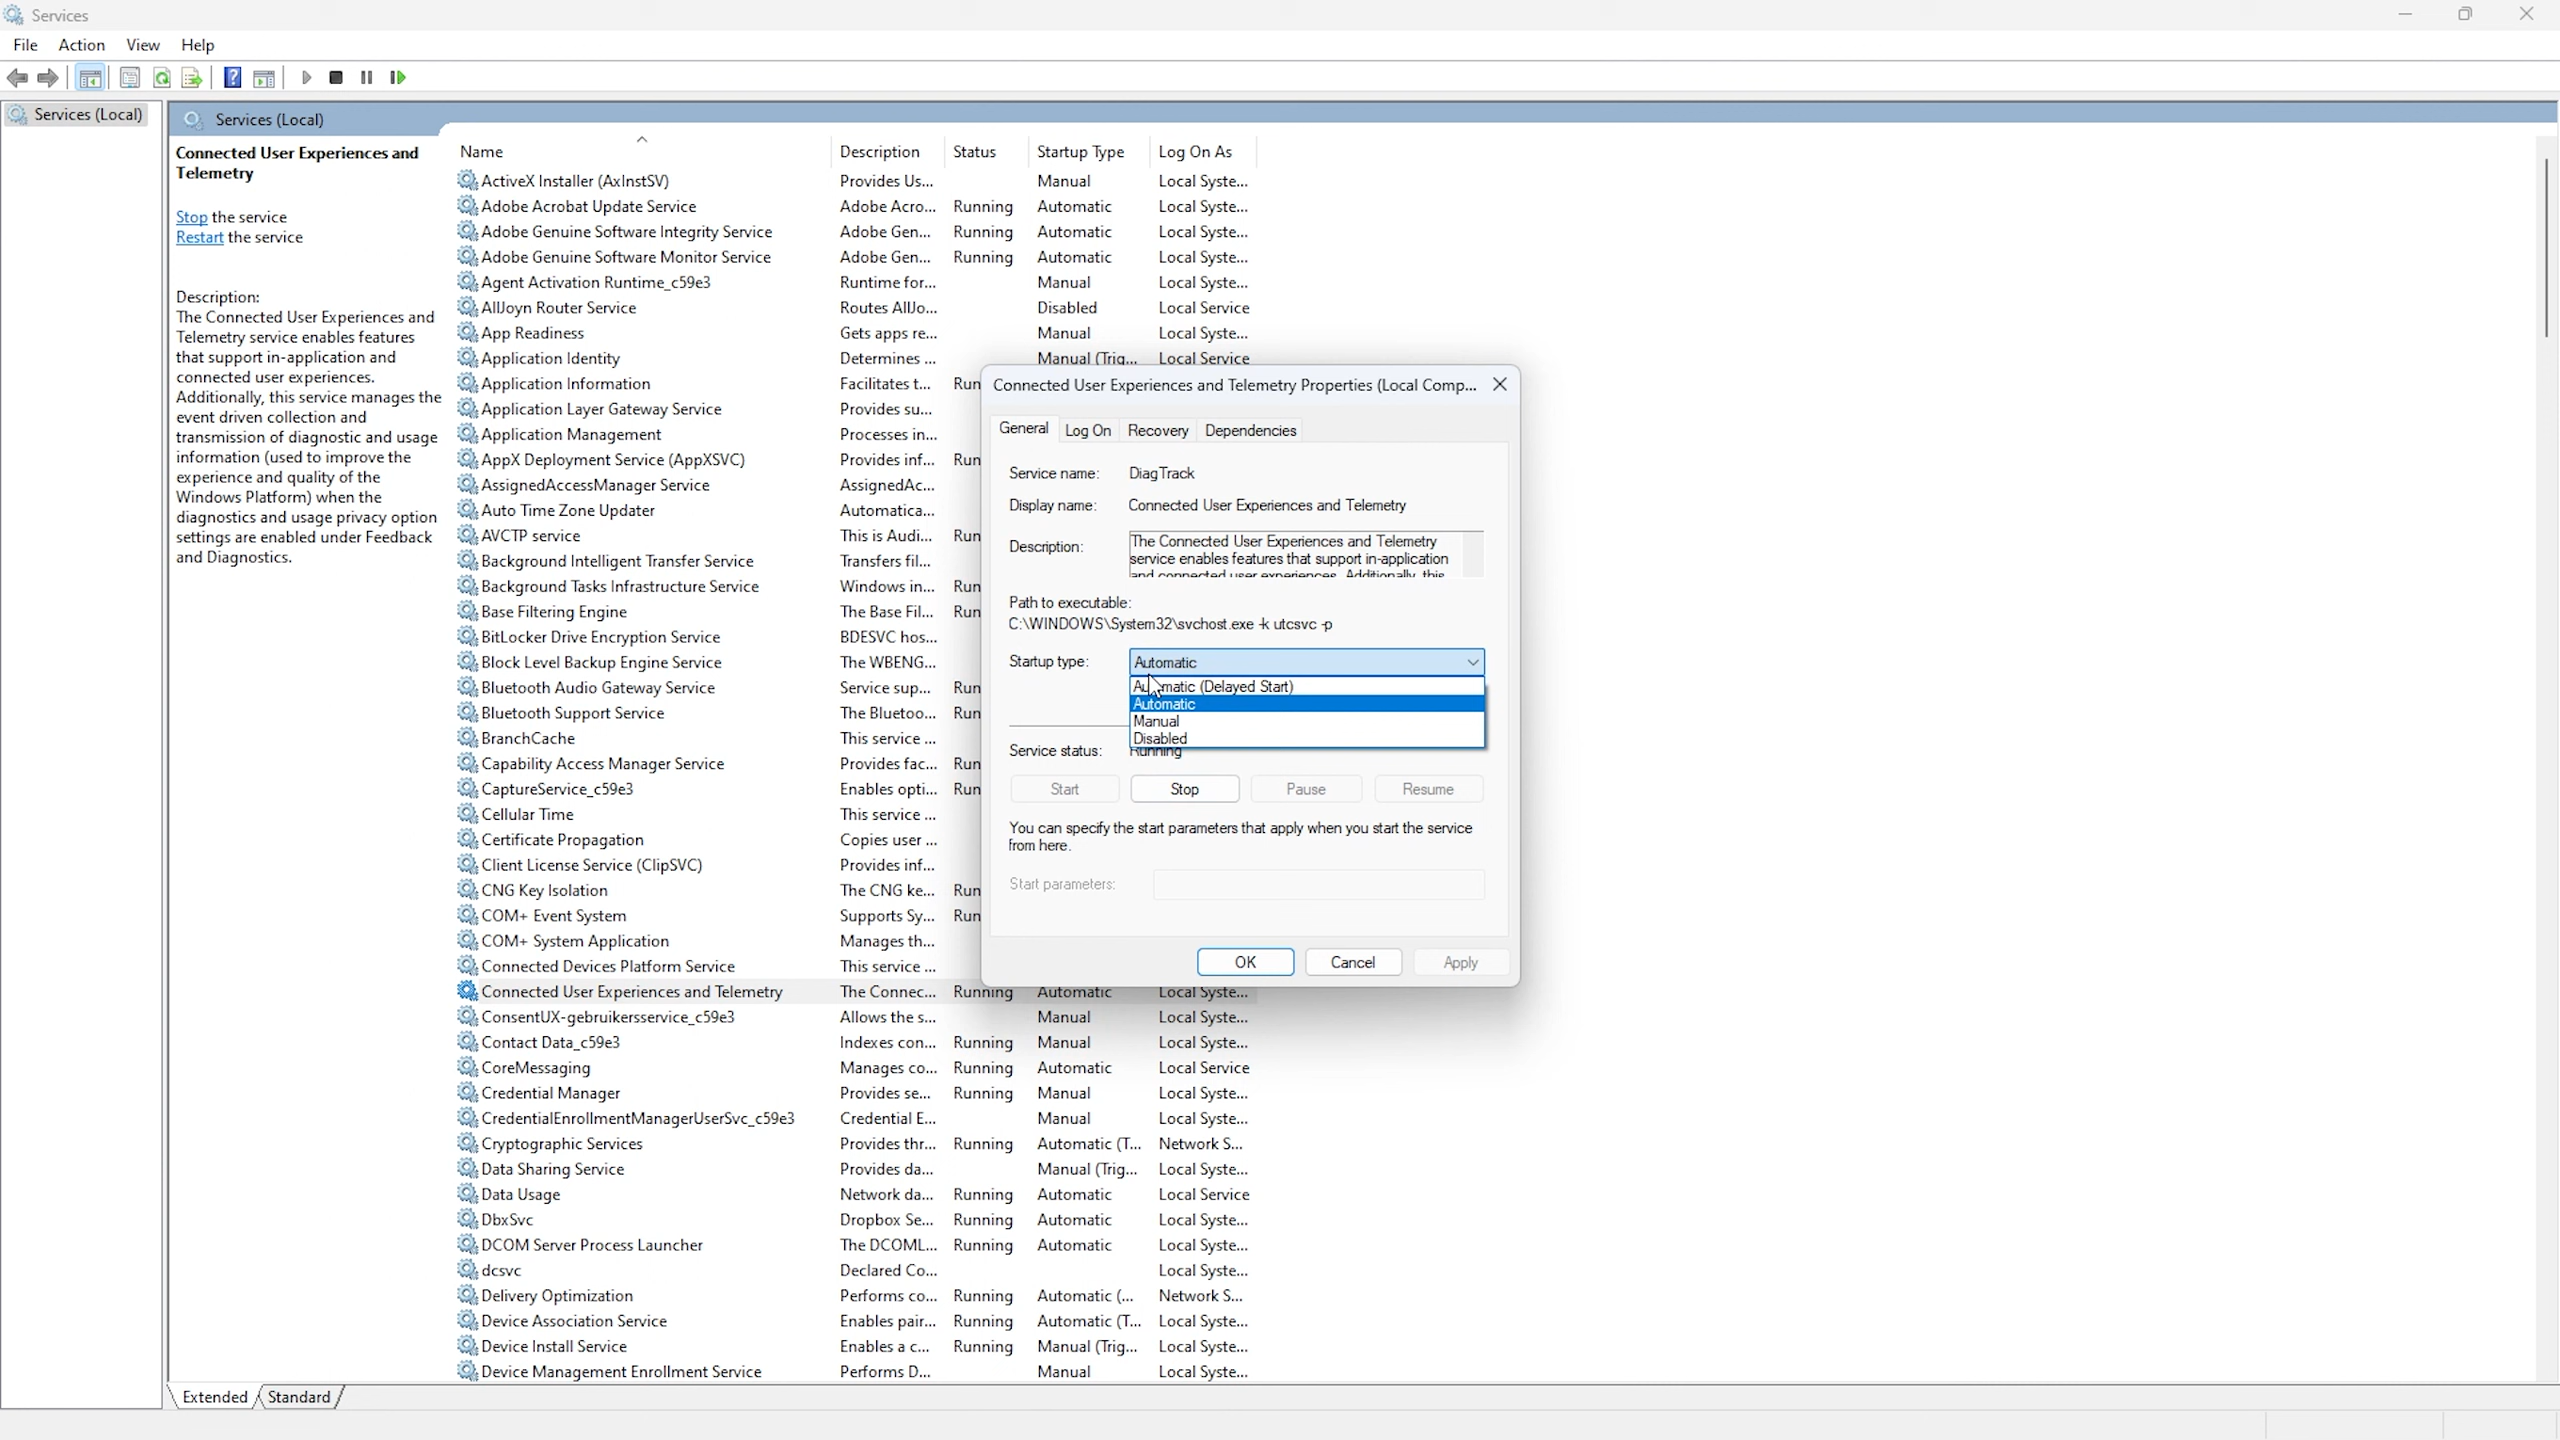 Services
File Action View Help
Services (Local)
Services (Local)
Connected User Experiences and
Telemetry
Stop the service
Restart the service
Description:
The Connected User Experiences and
Telemetry service enables features
that support in-application and
connected user experiences.
Additionally, this service manages the
event driven collection and
transmission of diagnostic and usage
information (used to improve the
experience and quality of the
Windows Platform) when the
diagnostics and usage privacy option
settings are enabled under Feedback
and Diagnostics.
Name Description Status Startup Type Log On As
ActiveX Installer (AxInstSV) Provides Us... Manual Local Syste...
Adobe Acrobat Update Service Adobe Acro... Running Automatic Local Syste...
Adobe Genuine Software Integrity Service Adobe Gen... Running Automatic Local Syste...
Adobe Genuine Software Monitor Service Adobe Gen... Running Automatic Local Syste...
Agent Activation Runtime_c59e3 Runtime for... Manual Local Syste...
AllJoyn Router Service Routes AllJo... Disabled Local Service
App Readiness Gets apps re... Manual Local Syste...
Application Identity Determines ... Manual (Trig... Local Service
Application Information Facilitates t... Run
Application Layer Gateway Service Provides su...
Application Management Processes in...
AppX Deployment Service (AppXSVC) Provides inf... Run
AssignedAccessManager Service AssignedAc...
Auto Time Zone Updater Automatica...
AVCTP service This is Audi... Run
Background Intelligent Transfer Service Transfers fil...
Background Tasks Infrastructure Service Windows in... Run
Base Filtering Engine The Base Fil... Run
BitLocker Drive Encryption Service BDESVC hos...
Block Level Backup Engine Service The WBENG...
Bluetooth Audio Gateway Service Service sup... Run
Bluetooth Support Service The Bluetoo... Run
BranchCache This service ...
Capability Access Manager Service Provides fac... Run
CaptureService_c59e3 Enables opti... Run
Cellular Time This service ...
Certificate Propagation Copies user ...
Client License Service (ClipSVC) Provides inf...
CNG Key Isolation The CNG ke... Run
COM+ Event System Supports Sy... Run
COM+ System Application Manages th...
Connected Devices Platform Service This service ...
Connected User Experiences and Telemetry The Connec... Running Automatic Local Syste...
ConsentUX-gebruikersservice_c59e3 Allows the s... Manual Local Syste...
Contact Data_c59e3 Indexes con... Running Manual Local Syste...
CoreMessaging Manages co... Running Automatic Local Service
Credential Manager Provides se... Running Manual Local Syste...
CredentialEnrollmentManagerUserSvc_c59e3 Credential E... Manual Local Syste...
Cryptographic Services Provides thr... Running Automatic (T... Network S...
Data Sharing Service Provides da... Manual (Trig... Local Syste...
Data Usage Network da... Running Automatic Local Service
DbxSvc Dropbox Se... Running Automatic Local Syste...
DCOM Server Process Launcher The DCOML... Running Automatic Local Syste...
dcsvc Declared Co... Local Syste...
Delivery Optimization Performs co... Running Automatic (... Network S...
Device Association Service Enables pair... Running Automatic (T... Local Syste...
Device Install Service Enables a c... Running Manual (Trig... Local Syste...
Device Management Enrollment Service Performs D... Manual Local Syste...
Connected User Experiences and Telemetry Properties (Local Comp...
General Log On Recovery Dependencies
Service name: DiagTrack
Display name: Connected User Experiences and Telemetry
Description: The Connected User Experiences and Telemetry
service enables features that support in-application
and connected user experiences. Additionally, this
Path to executable:
C:\WINDOWS\System32\svchost.exe -k utcsvc -p
Startup type: Automatic
Automatic (Delayed Start)
Automatic
Manual
Disabled
Service status: Running
Start Stop Pause Resume
You can specify the start parameters that apply when you start the service
from here.
Start parameters:
OK Cancel Apply
Extended Standard